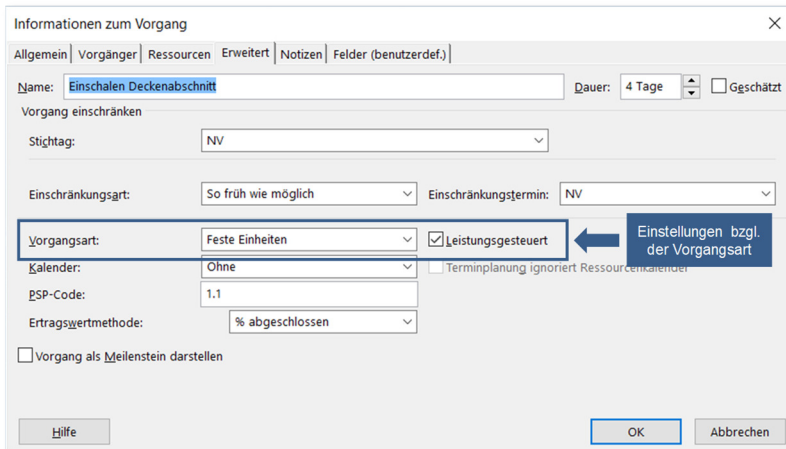 Informationen zum Vorgang
Allgemein Vorgänger Ressourcen Erweitert Notizen Felder (benutzerdef.)
Name: Einschalen Deckenabschnitt Dauer: 4 Tage Geschätzt
Vorgang einschränken
Stichtag: NV
Einschränkungsart: So früh wie möglich Einschränkungstermin: NV
Vorgangsart: Feste Einheiten Leistungsgesteuert
Einstellungen bzgl.
der Vorgangsart
Kalender: Ohne Terminplanung ignoriert Ressourcenkalender
PSP-Code: 1.1
Ertragswertmethode: % abgeschlossen
Vorgang als Meilenstein darstellen
Hilfe OK Abbrechen